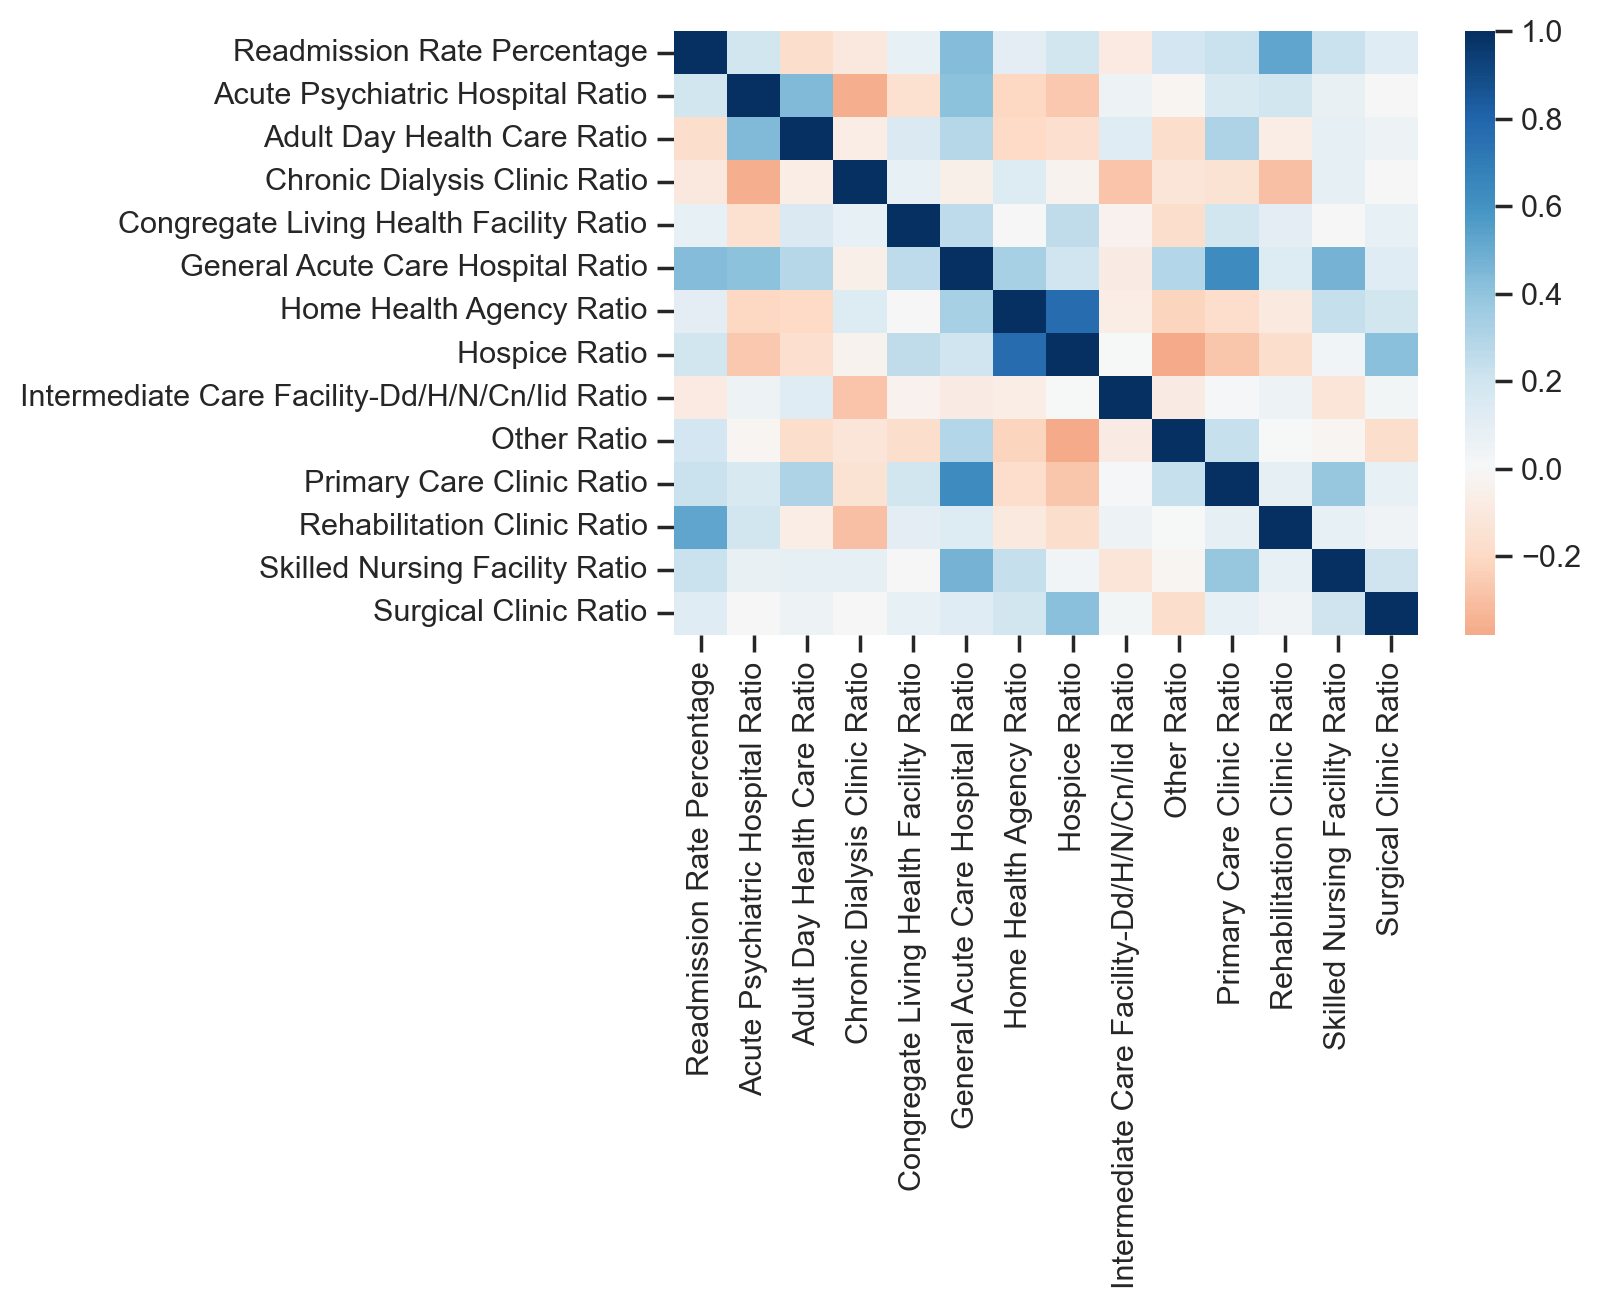 Readmission Rate Percentage
Acute Psychiatric Hospital Ratio
Adult Day Health Care Ratio
Chronic Dialysis Clinic Ratio
Congregate Living Health Facility Ratio
General Acute Care Hospital Ratio
Home Health Agency Ratio
Hospice Ratio
Intermediate Care Facility-Dd/H/N/Cn/Iid Ratio
Other Ratio
Primary Care Clinic Ratio
Rehabilitation Clinic Ratio
Skilled Nursing Facility Ratio
Surgical Clinic Ratio
Readmission Rate Percentage
Acute Psychiatric Hospital Ratio
Adult Day Health Care Ratio
Chronic Dialysis Clinic Ratio
Congregate Living Health Facility Ratio
General Acute Care Hospital Ratio
Home Health Agency Ratio
Hospice Ratio
Intermediate Care Facility-Dd/H/N/Cn/Iid Ratio
Other Ratio
Primary Care Clinic Ratio
Rehabilitation Clinic Ratio
Skilled Nursing Facility Ratio
Surgical Clinic Ratio
1.0
0.8
0.6
0.4
0.2
0.0
−0.2